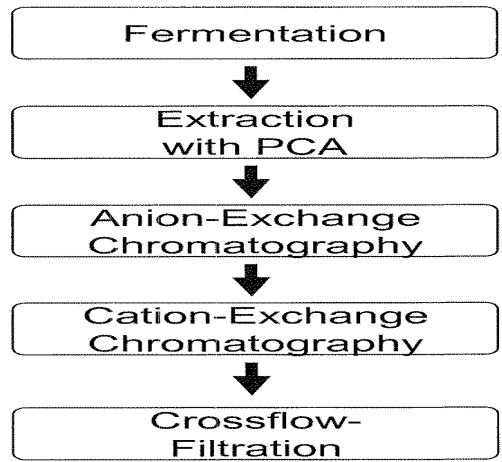 Fermentation
Extraction
with PCA
Anion-Exchange
Chromatography
Cation-Exchange
Chromatography
Crossflow-
Filtration